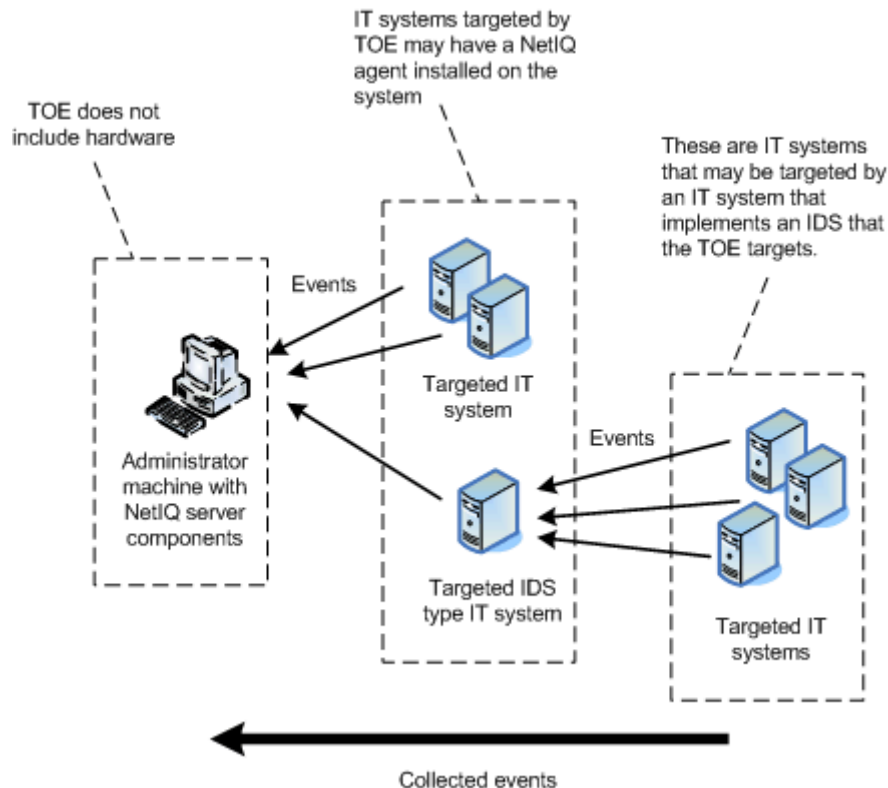 IT systems targeted by
TOE may have a NetIQ
agent installed on the
system
TOE does not
include hardware
These are IT systems
that may be targeted by
an IT system that
implements an IDS that
the TOE targets.
Events
Targeted IT
system
Administrator
machine with
NetIQ server
components
Events
Targeted IDS
type IT system
Targeted IT
systems
Collected events